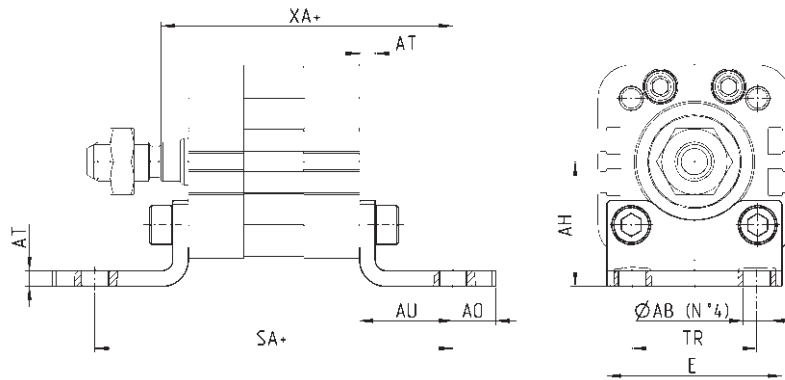 XA+
AT
AT
AH
AU
AO
SA+
ØAB (N°4)
TR
E